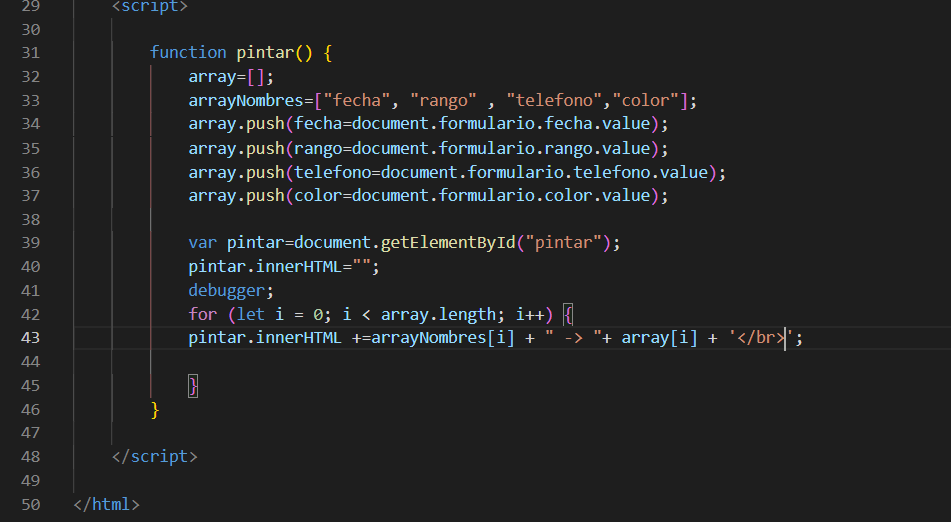 29 <script>
30
31 function pintar() {
32 array=[];
33 arrayNombres=["fecha", "rango" , "telefono","color"];
34 array.push(fecha=document.formulario.fecha.value);
35 array.push(rango=document.formulario.rango.value);
36 array.push(telefono=document.formulario.telefono.value);
37 array.push(color=document.formulario.color.value);
38
39 var pintar=document.getElementById("pintar");
40 pintar.innerHTML="";
41 debugger;
42 for (let i = 0; i < array.length; i++) {
43 pintar.innerHTML +=arrayNombres[i] + " -> "+ array[i] + '</br>';
44
45 }
46 }
47
48 </script>
49
50 </html>